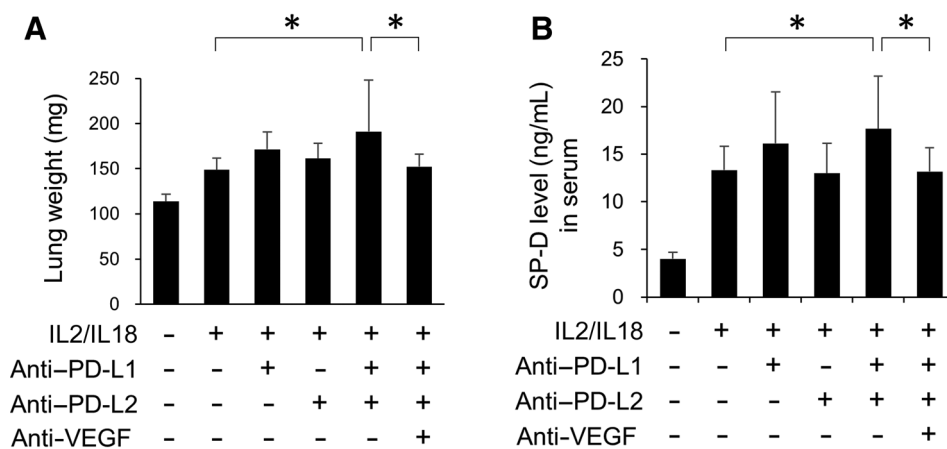 A
* *
Lung weight (mg)
250
200
150
100
50
0
IL2/IL18 – + + + + +
Anti–PD-L1 – – + – + +
Anti–PD-L2 – – – + + +
Anti-VEGF – – – – – +
B
* *
SP-D level (ng/mL)
in serum
25
20
15
10
5
0
IL2/IL18 – + + + + +
Anti–PD-L1 – – + – + +
Anti–PD-L2 – – – + + +
Anti-VEGF – – – – – +